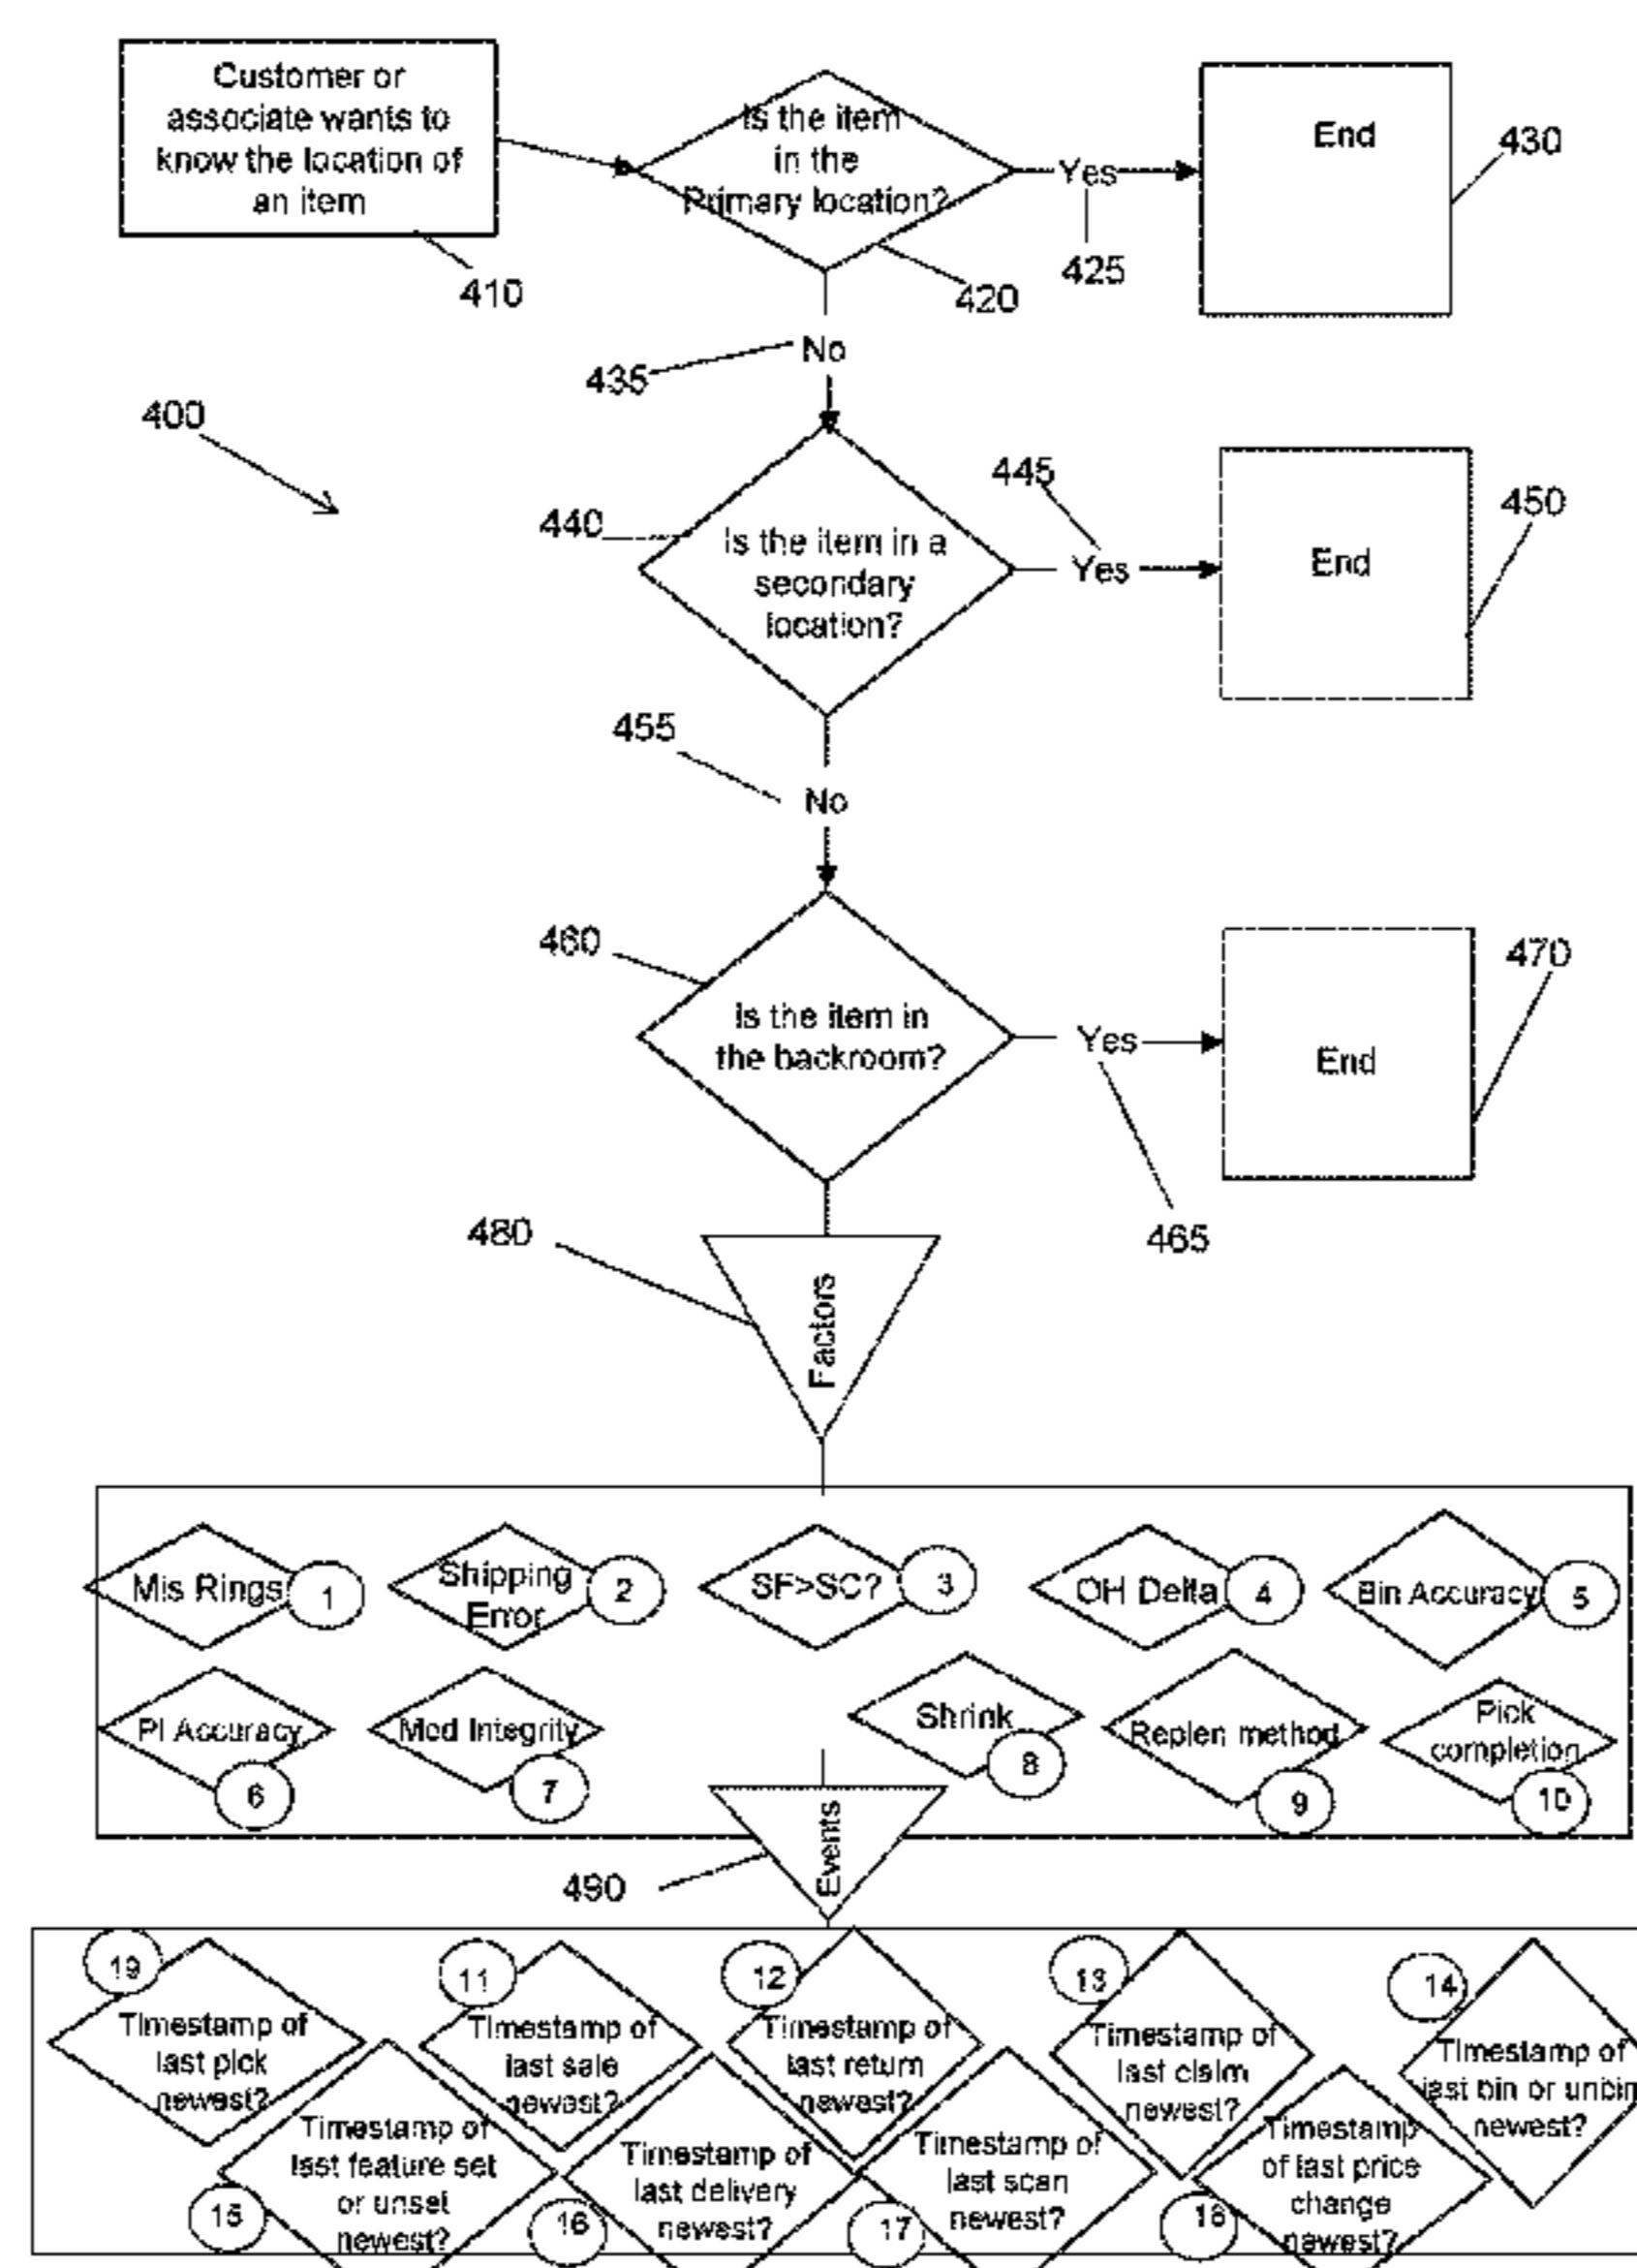 Customer or
associate wants to
know the location of
an item
410
Is the item
in the
Primary location?
420
Yes
425
End
430
No
435
400
440
Is the item in a
secondary
location?
445
Yes
End
450
455
No
460
Is the item in
the backroom?
Yes
465
End
470
480
Factors
Mis Rings
1
Shipping
Error
2
SF>SC?
3
OH Delta
4
Bin Accuracy
5
PI Accuracy
6
Mod Integrity
7
Shrink
8
Replen method
9
Pick
completion
10
490
Events
19
Timestamp of
last pick
newest?
11
Timestamp of
last sale
newest?
12
Timestamp of
last return
newest?
13
Timestamp of
last claim
newest?
14
Timestamp of
last bin or unbin
newest?
15
Timestamp of
last feature set
or unset
newest?
16
Timestamp of
last delivery
newest?
17
Timestamp of
last scan
newest?
18
Timestamp
of last price
change
newest?